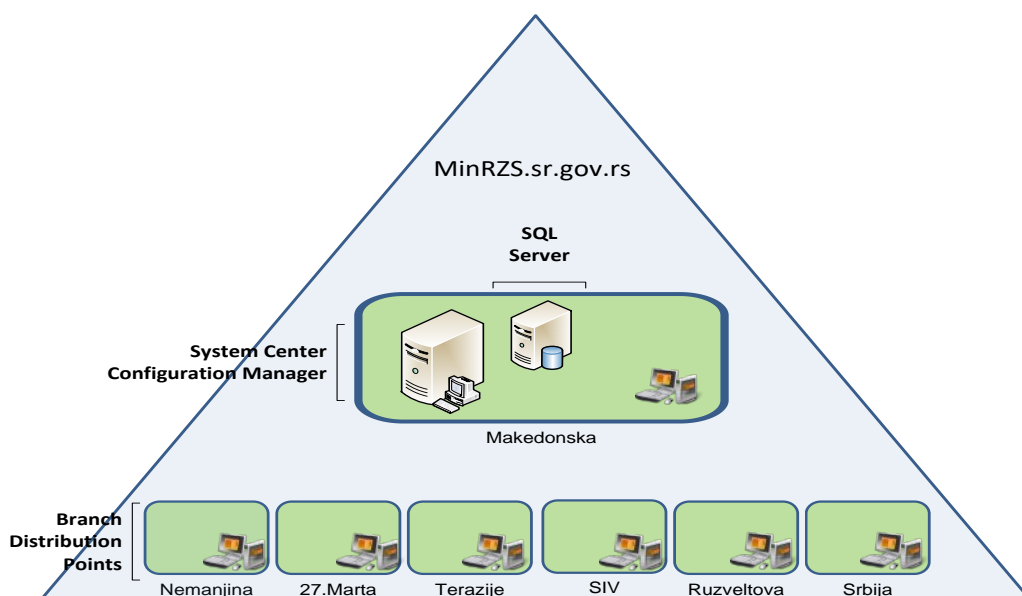 MinRZS.sr.gov.rs
SQL
Server
System Center
Configuration Manager
Makedonska
Branch
Distribution
Points
Nemanjina
27.Marta
Terazije
SIV
Ruzveltova
Srbija